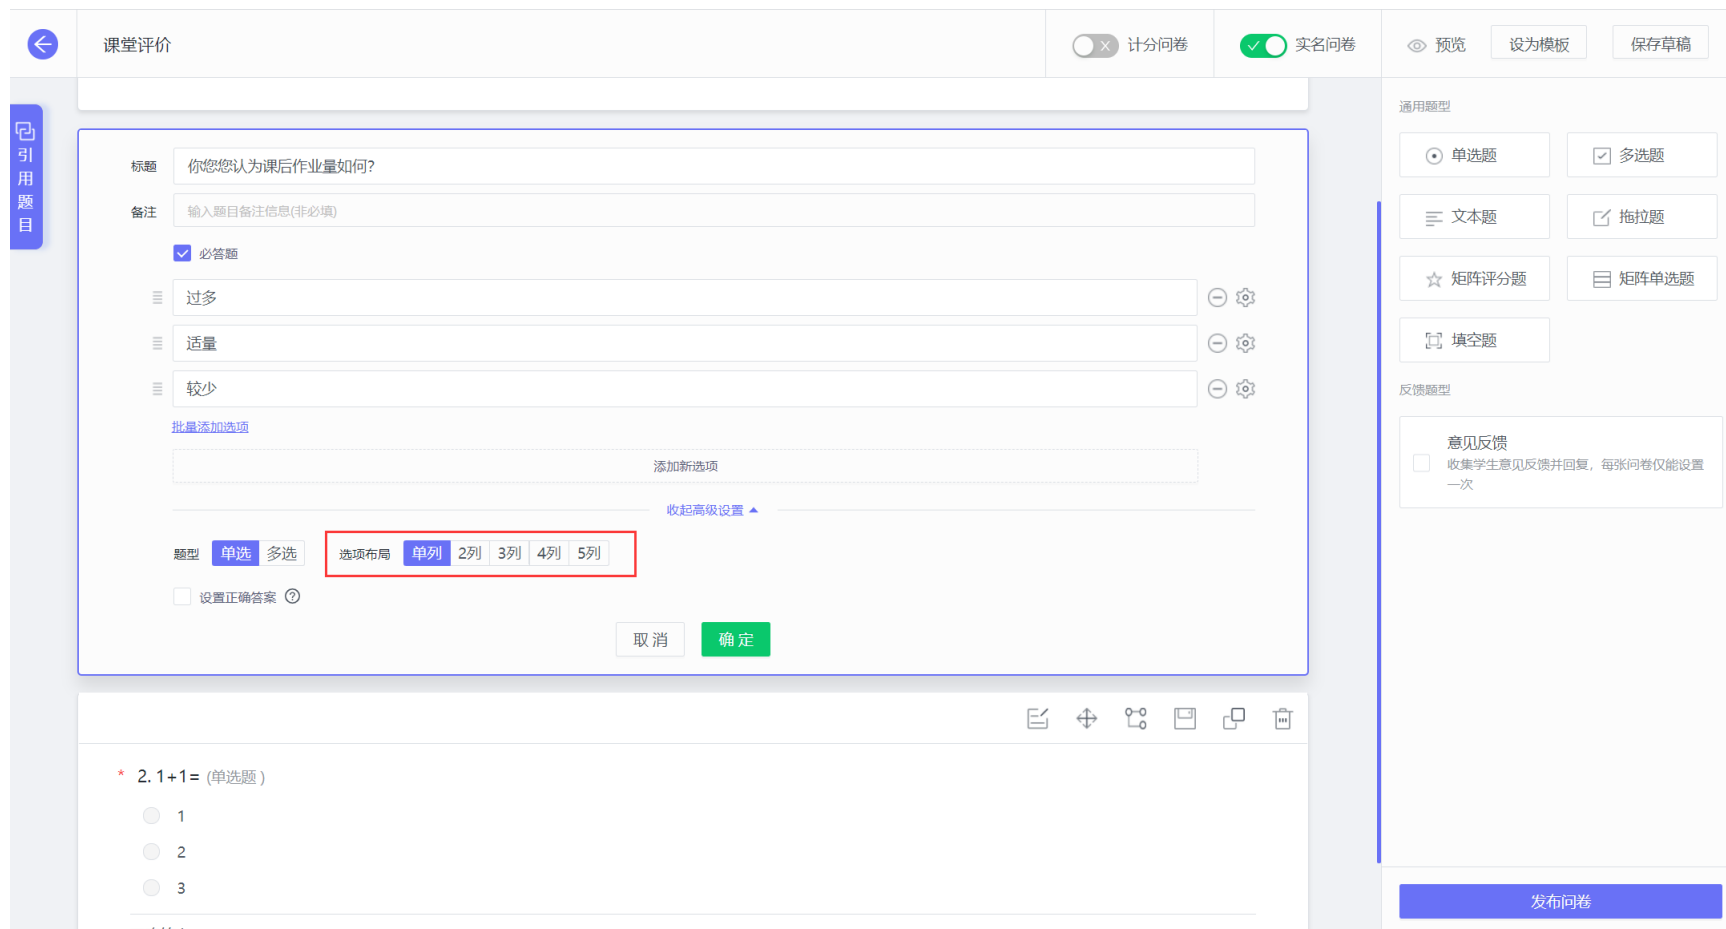 课堂评价
计分问卷
实名问卷
预览
设为模板
保存草稿
引用题目
标题
你您您认为课后作业量如何?
备注
输入题目备注信息(非必填)
必答题
过多
适量
较少
批量添加选项
添加新选项
收起高级设置
题型 单选 多选
选项布局 单列 2列 3列 4列 5列
设置正确答案
取消 确定
* 2. 1+1= (单选题 )
1
2
3
通用题型
单选题 多选题
文本题 拖拉题
矩阵评分题 矩阵单选题
填空题
反馈题型
意见反馈
收集学生意见反馈并回复，每张问卷仅能设置
一次
发布问卷